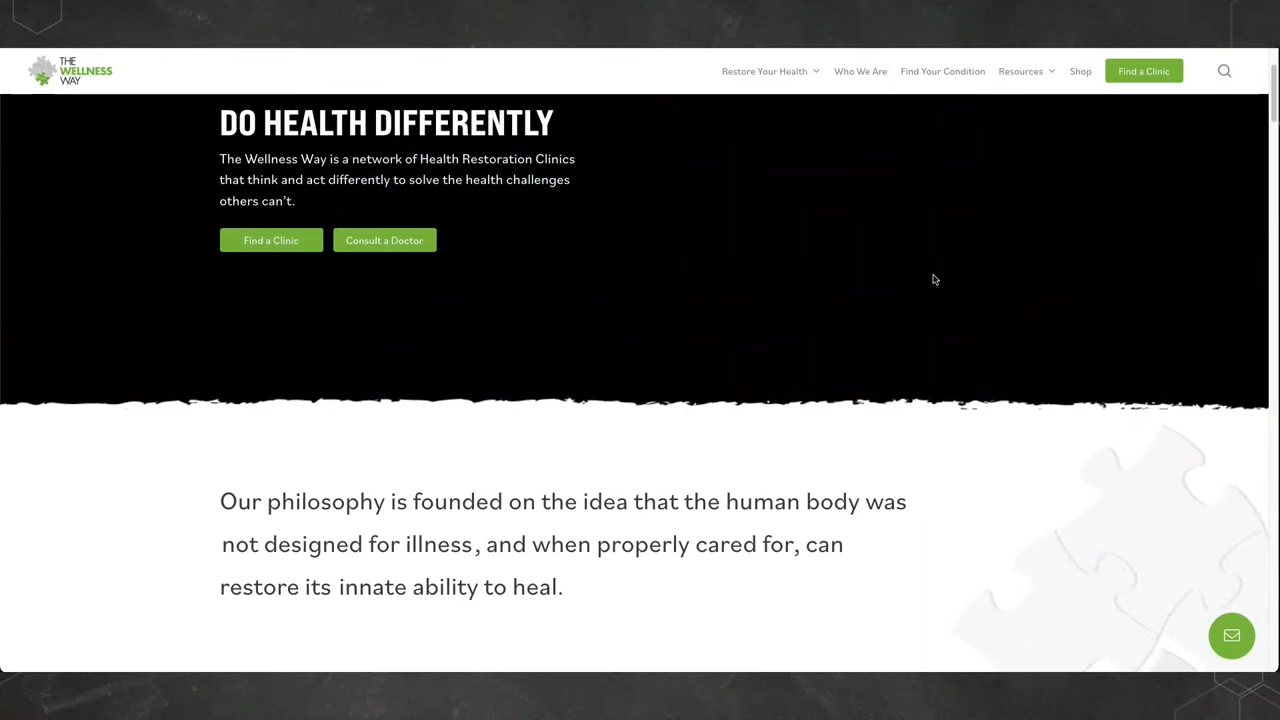 THE
WELLNESS
WAY
Restore Your Health
Who We Are
Find Your Condition
Resources
Shop
Find a Clinic
DO HEALTH DIFFERENTLY
The Wellness Way is a network of Health Restoration Clinics
that think and act differently to solve the health challenges
others can't.
Find a Clinic
Consult a Doctor
Our philosophy is founded on the idea that the human body was
not designed for illness, and when properly cared for, can
restore its innate ability to heal.